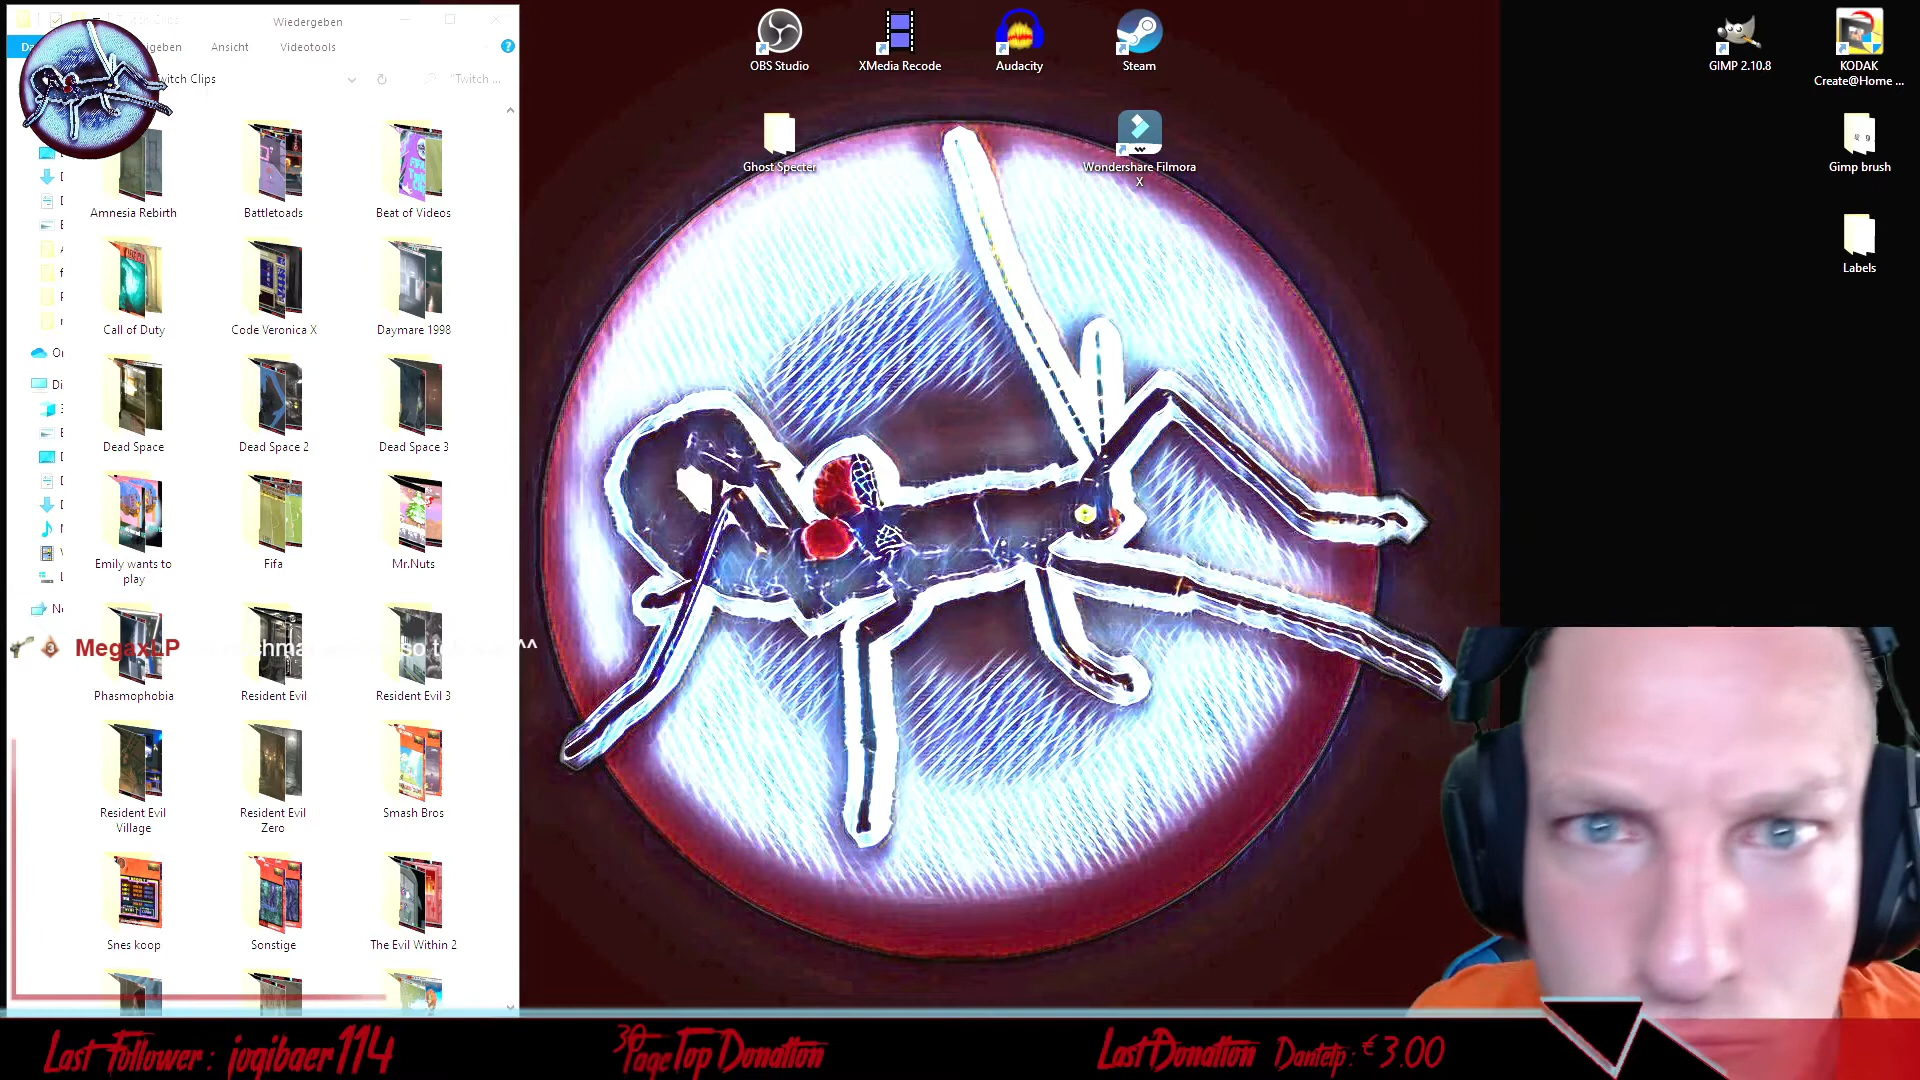 Wiedergeben
Ansicht
Videotools
Twitch Clips
"Twitch ...
Amnesia Rebirth
Battletoads
Beat of Videos
Call of Duty
Code Veronica X
Daymare 1998
Dead Space
Dead Space 2
Dead Space 3
Emily wants to
play
Fifa
Mr.Nuts
MegaxLP
^^
Phasmophobia
Resident Evil
Resident Evil 3
Resident Evil
Village
Resident Evil
Zero
Smash Bros
Snes koop
Sonstige
The Evil Within 2
OBS Studio
XMedia Recode
Audacity
Steam
Ghost Specter
Wondershare Filmora
X
GIMP 2.10.8
KODAK
Create@Home ...
Gimp brush
Labels
Last Follower : jogibaer114
30 Page Top Donation
Last Donation Dantelp : € 3.00